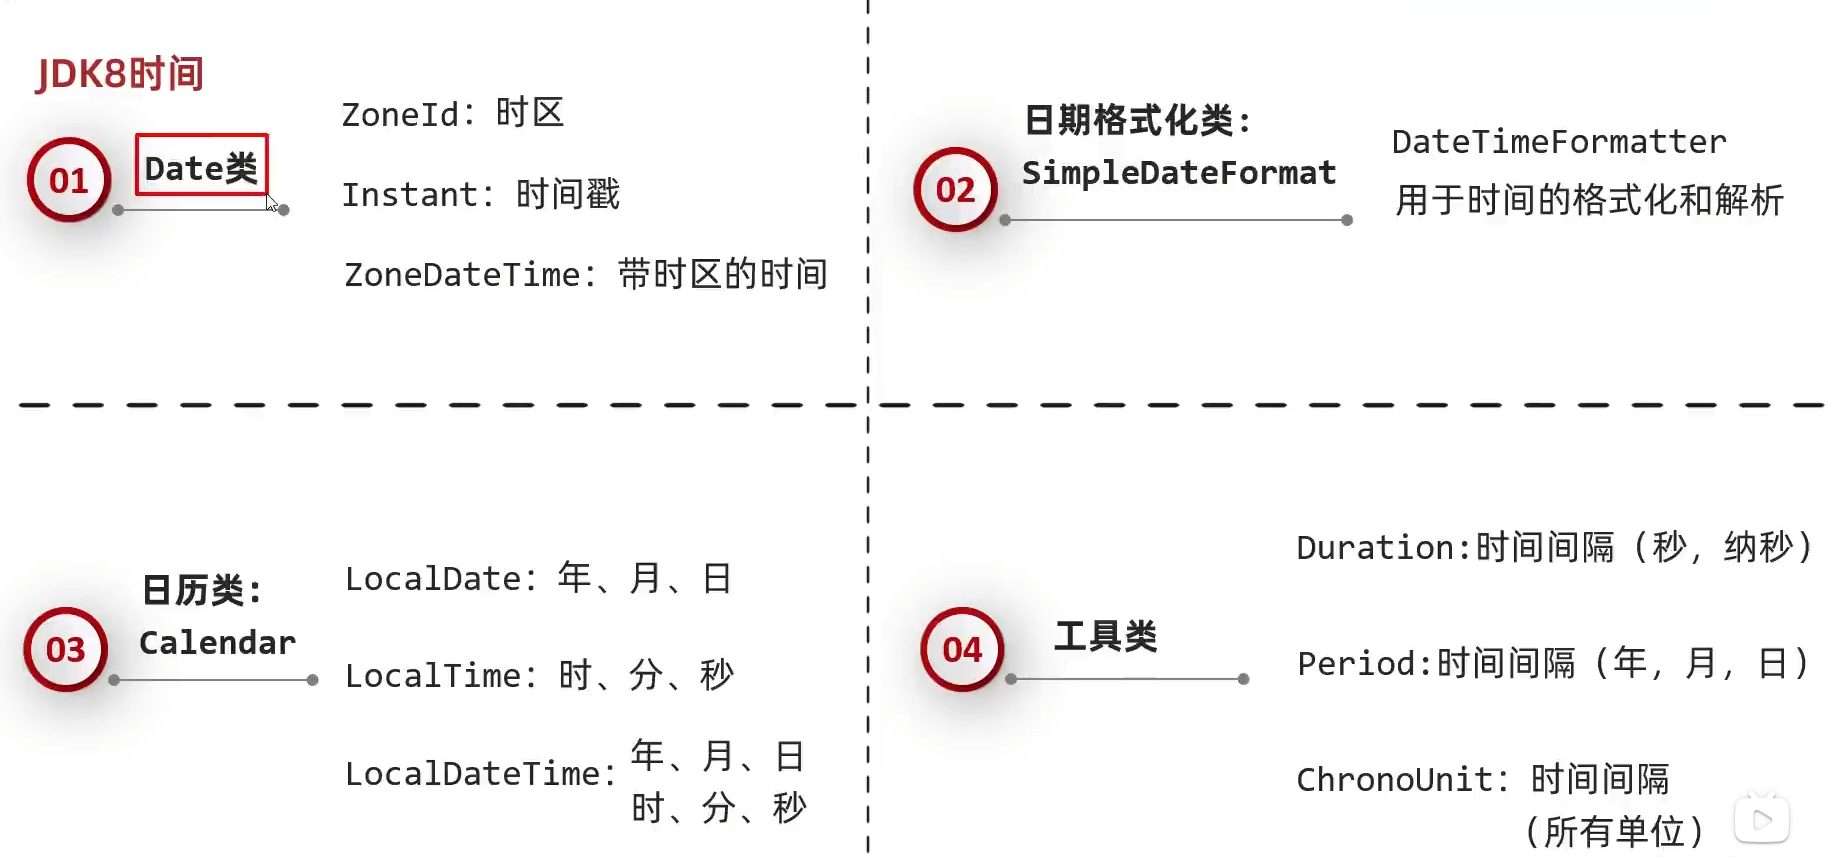 JDK8时间
01
Date类
ZoneId：时区
Instant：时间戳
ZoneDateTime：带时区的时间
02
日期格式化类：
SimpleDateFormat
DateTimeFormatter
用于时间的格式化和解析
03
日历类：
Calendar
LocalDate：年、月、日
LocalTime：时、分、秒
LocalDateTime：年、月、日
时、分、秒
04
工具类
Duration:时间间隔（秒，纳秒）
Period:时间间隔（年，月，日）
ChronoUnit：时间间隔
（所有单位）